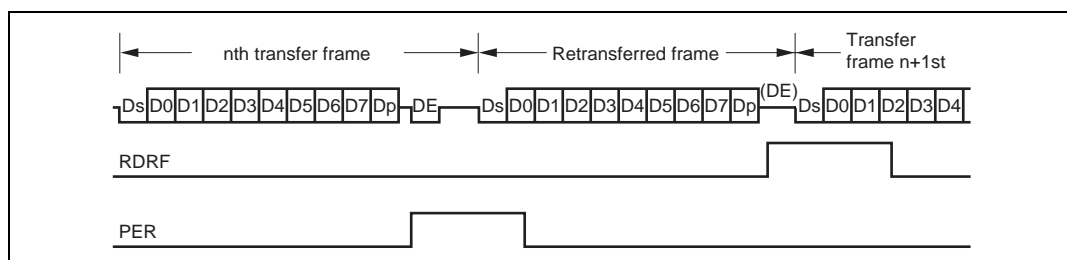 nth transfer frame
Retransferred frame
Transfer
frame n+1st
Ds D0 D1 D2 D3 D4 D5 D6 D7 Dp DE Ds D0 D1 D2 D3 D4 D5 D6 D7 Dp (DE) Ds D0 D1 D2 D3 D4
RDRF
PER